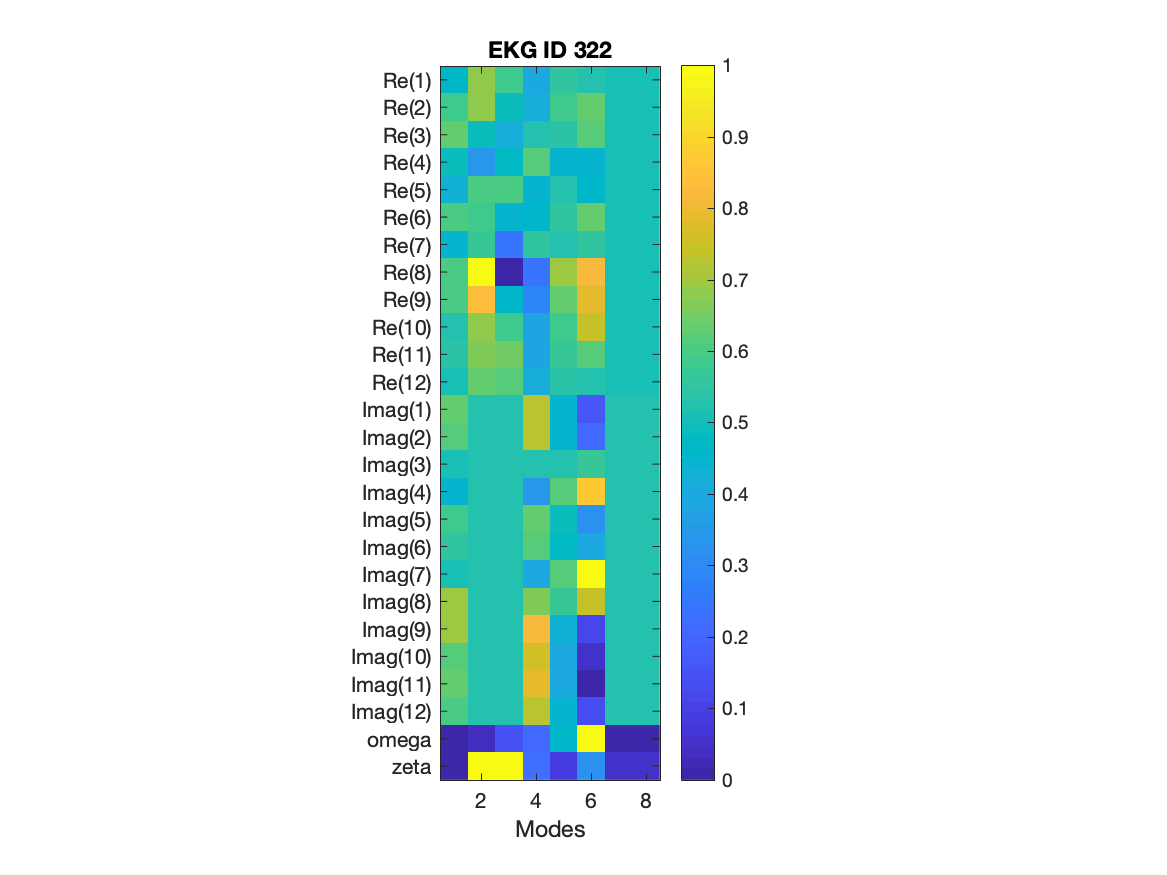 EKG ID 322
Re(1)
Re(2)
Re(3)
Re(4)
Re(5)
Re(6)
Re(7)
Re(8)
Re(9)
Re(10)
Re(11)
Re(12)
Imag(1)
Imag(2)
Imag(3)
Imag(4)
Imag(5)
Imag(6)
Imag(7)
Imag(8)
Imag(9)
Imag(10)
Imag(11)
Imag(12)
omega
zeta
2 4 6 8
Modes
1
0.9
0.8
0.7
0.6
0.5
0.4
0.3
0.2
0.1
0